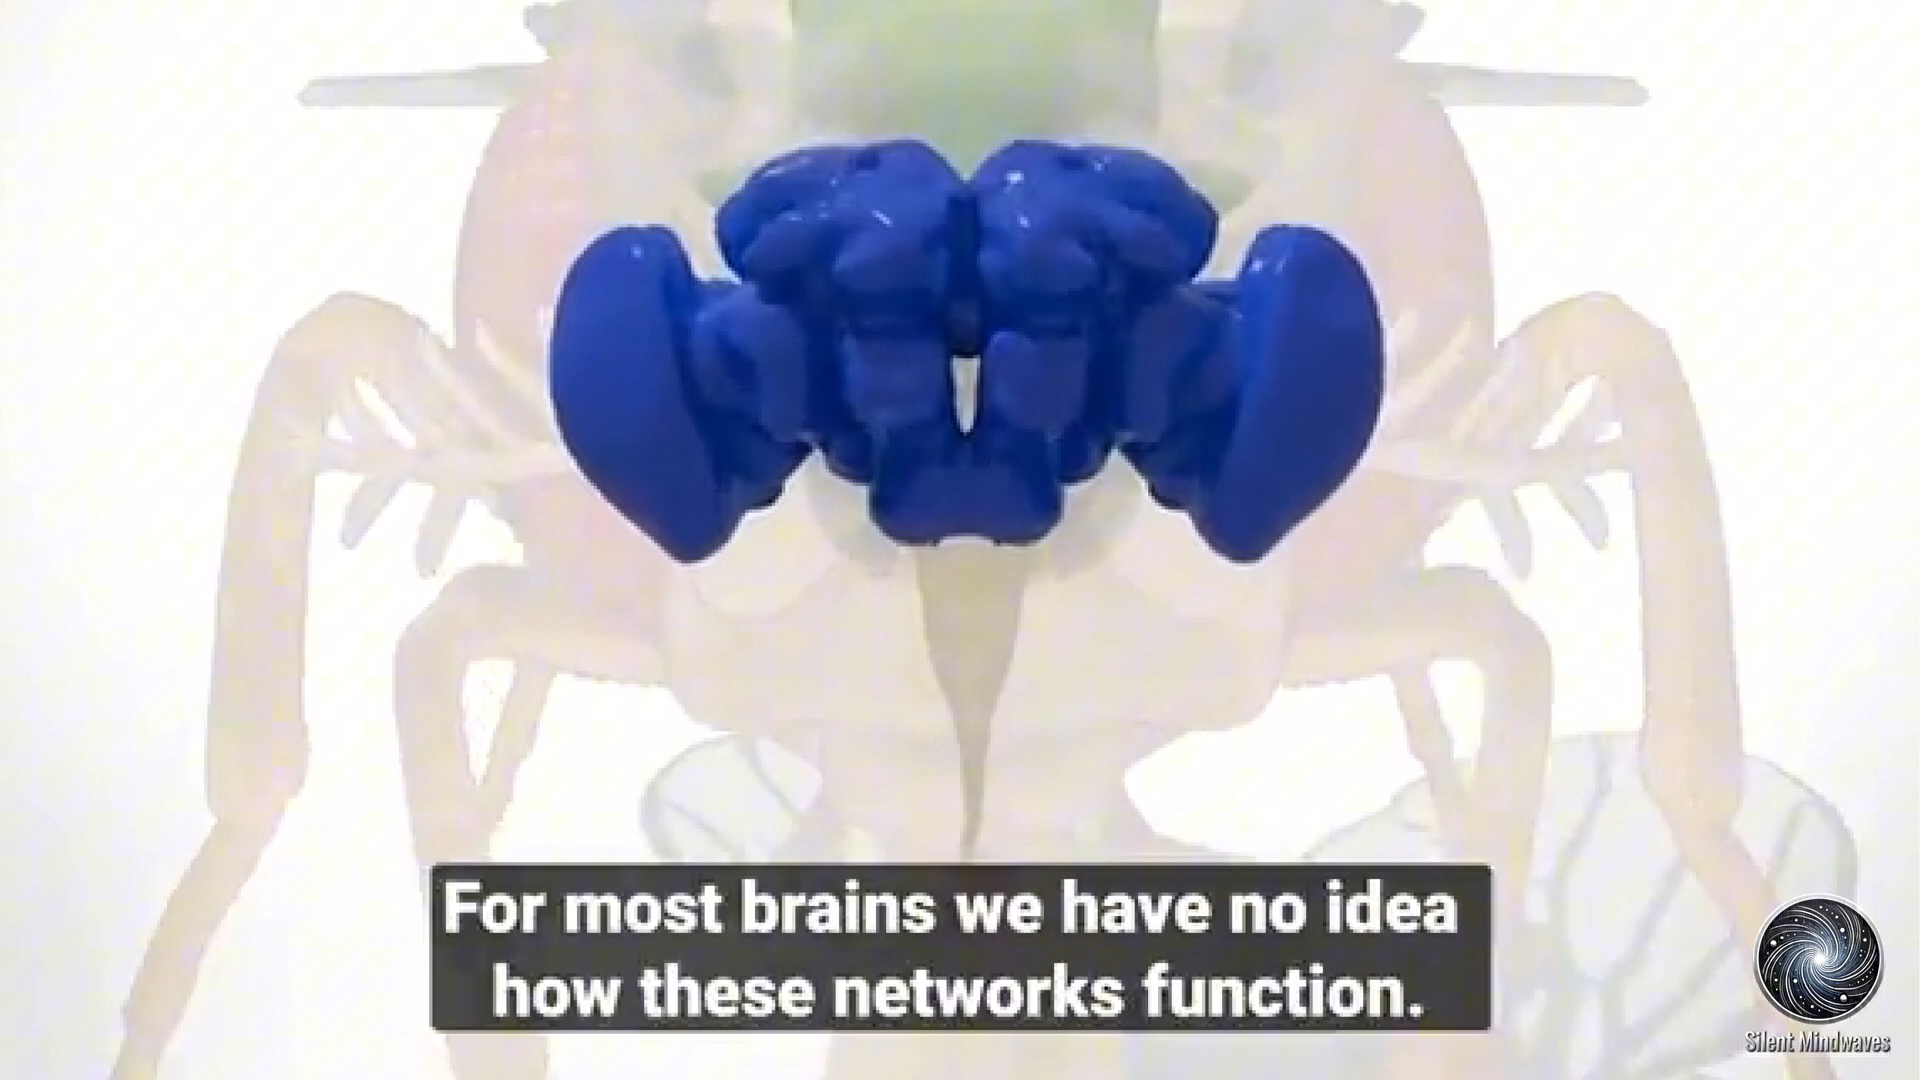 For most brains we have no idea
how these networks function.
Silent Mindwaves